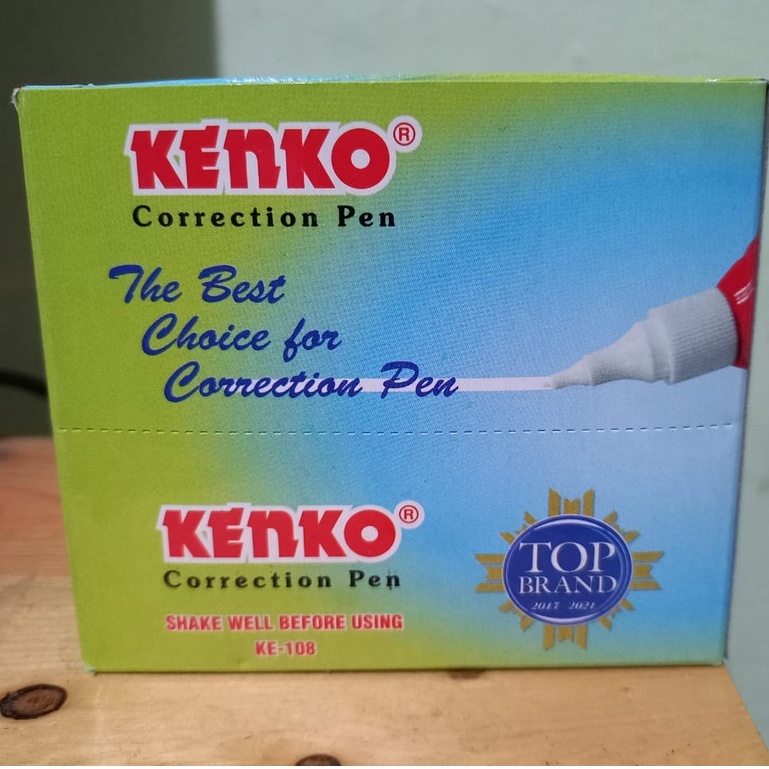 KENKO®
Correction Pen
The Best
Choice for
Correction Pen
KENKO®
Correction Pen
SHAKE WELL BEFORE USING
KE-108
TOP
BRAND
2017 - 2021